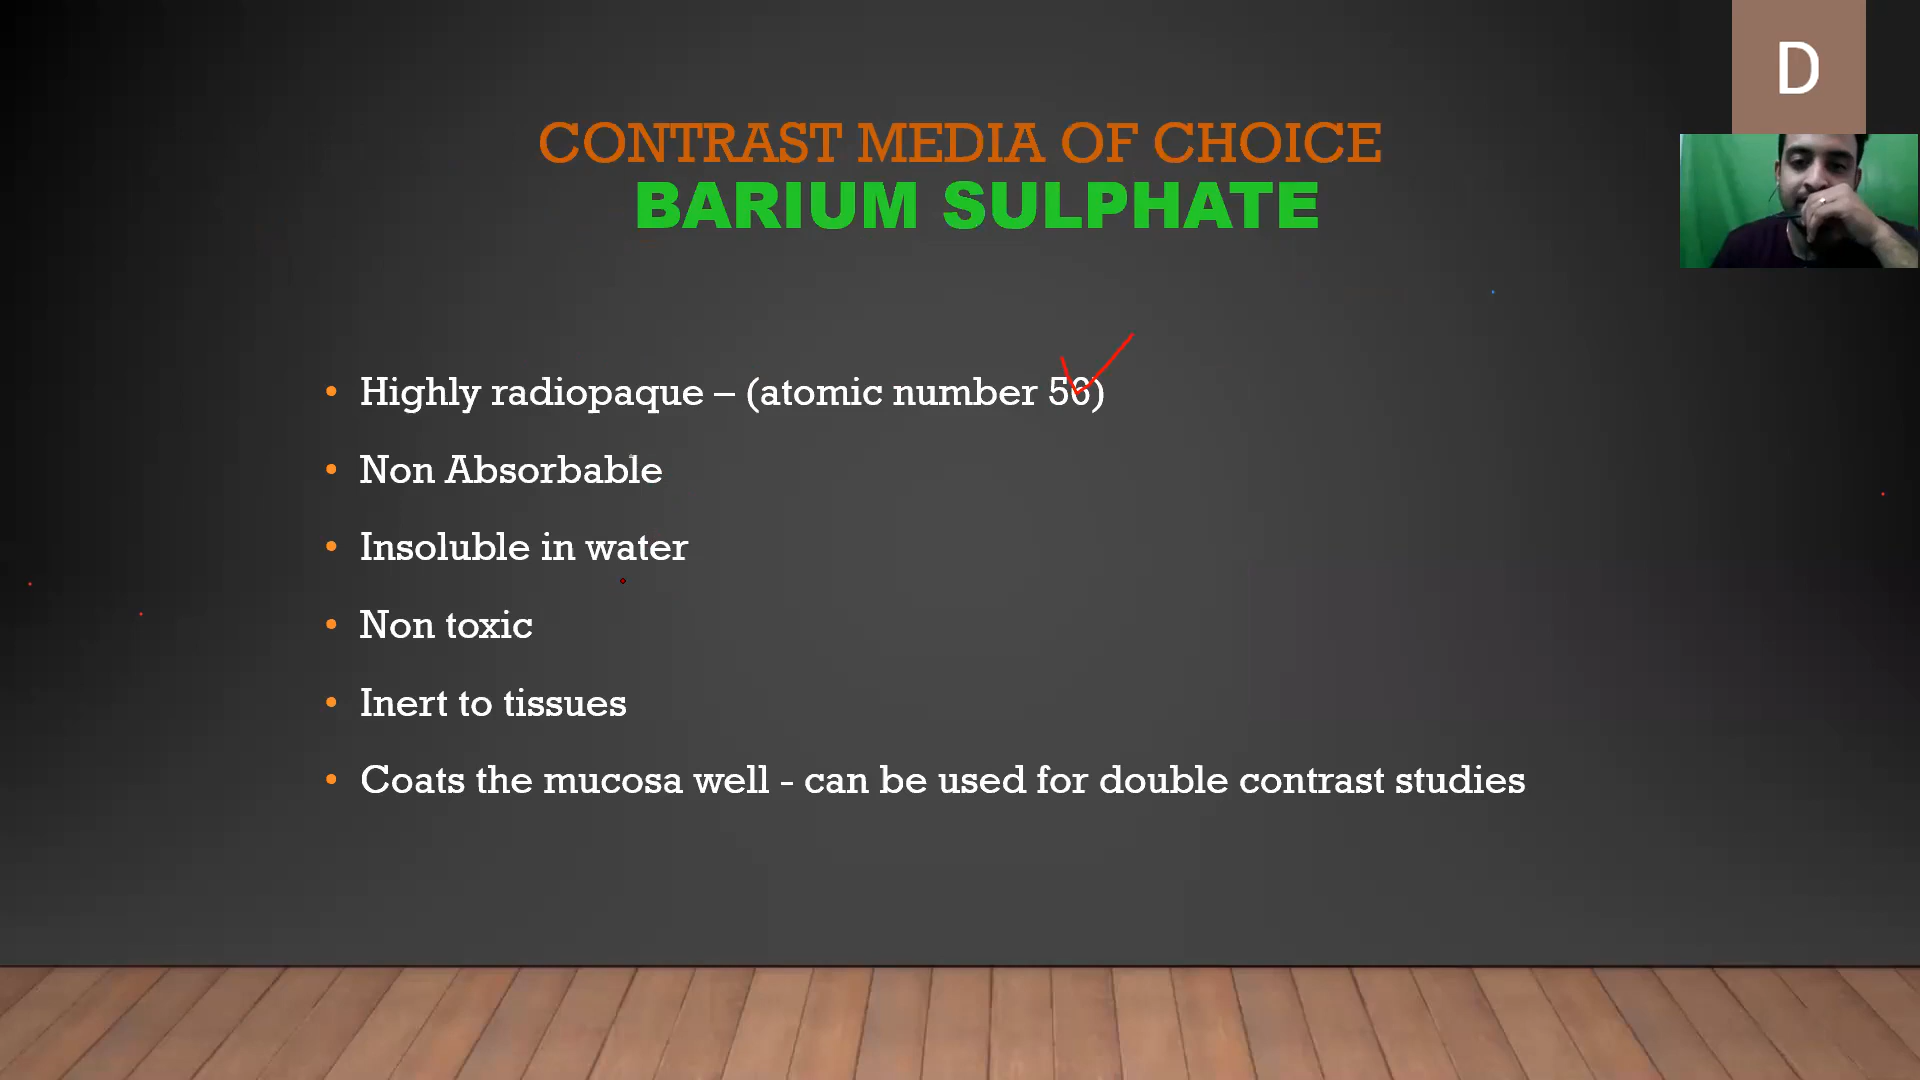 D
CONTRAST MEDIA OF CHOICE
BARIUM SULPHATE
• Highly radiopaque – (atomic number 56)
• Non Absorbable
• Insoluble in water
• Non toxic
• Inert to tissues
• Coats the mucosa well - can be used for double contrast studies